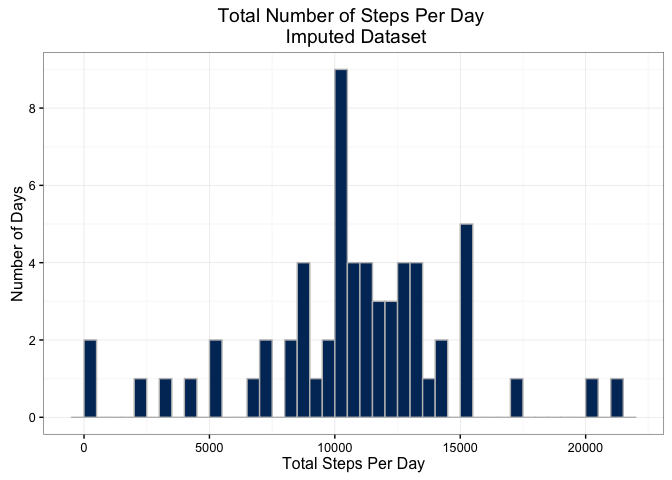 Total Number of Steps Per Day
Imputed Dataset
Number of Days
8
6
4
2
0
0 5000 10000 15000 20000
Total Steps Per Day